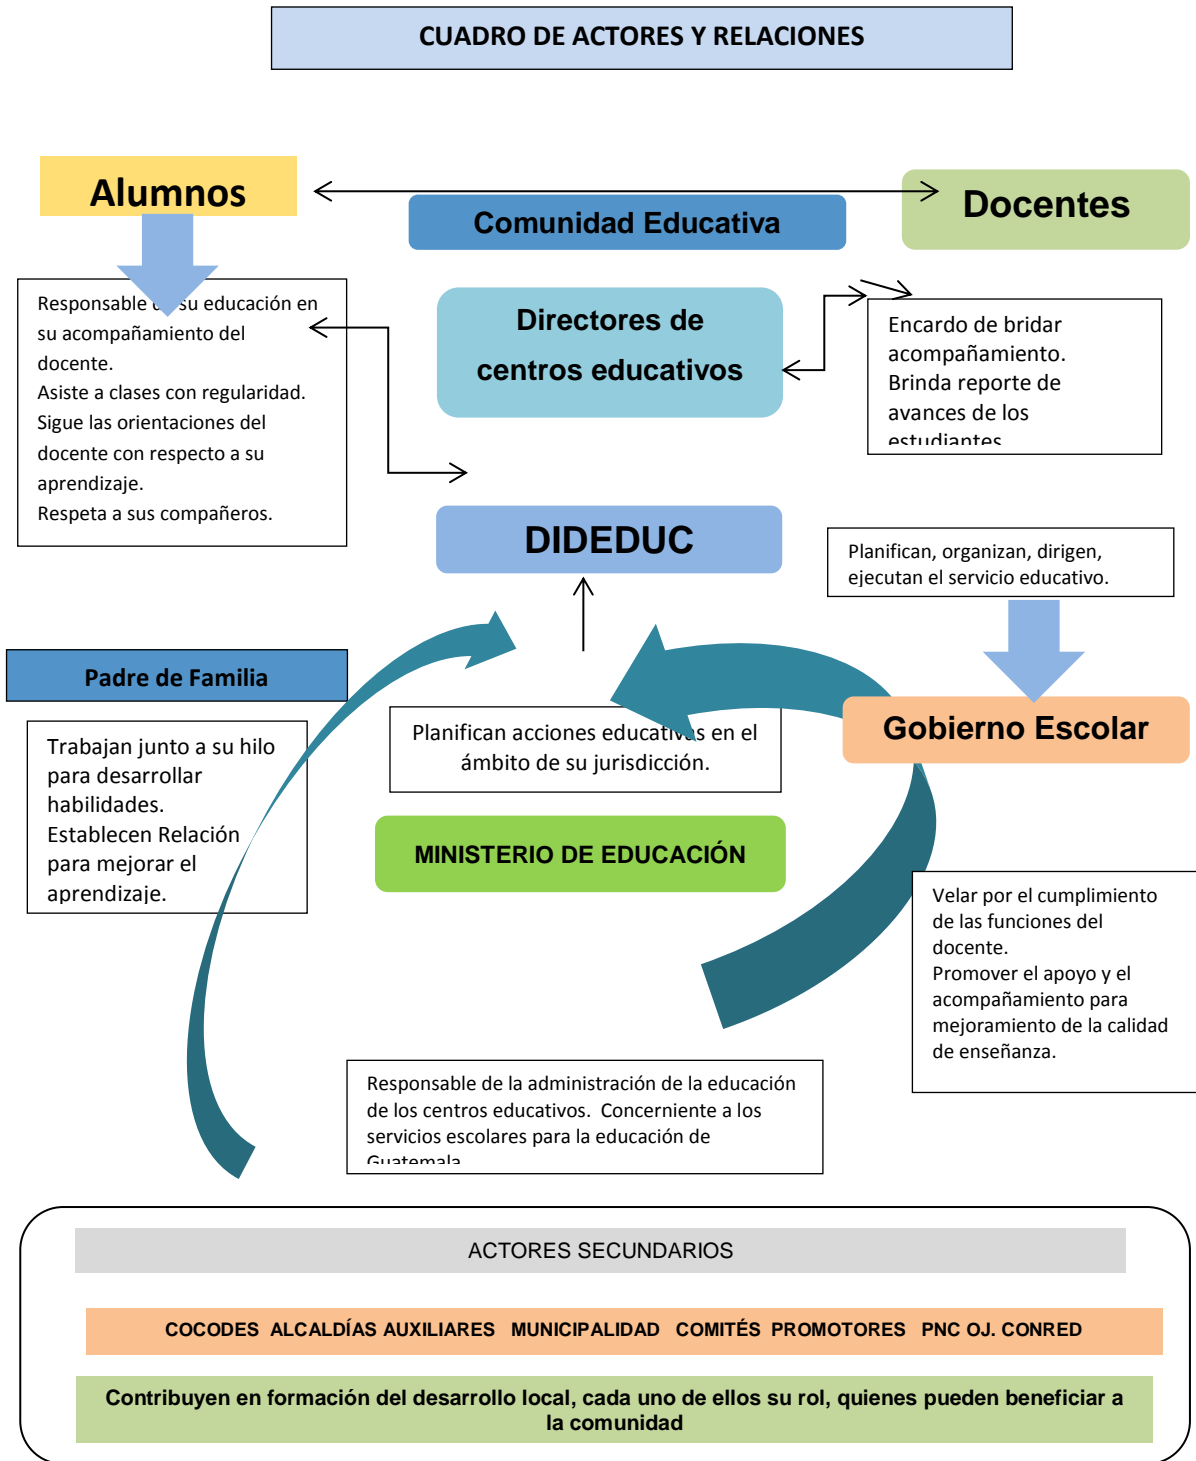 CUADRO DE ACTORES Y RELACIONES
Alumnos
Docentes
Comunidad Educativa
Responsable de su educación en
su acompañamiento del
docente.
Asiste a clases con regularidad.
Sigue las orientaciones del
docente con respecto a su
aprendizaje.
Respeta a sus compañeros.
Directores de
centros educativos
Encardo de bridar
acompañamiento.
Brinda reporte de
avances de los
estudiantes
DIDEDUC
Planifican, organizan, dirigen,
ejecutan el servicio educativo.
Padre de Familia
Trabajan junto a su hilo
para desarrollar
habilidades.
Establecen Relación
para mejorar el
aprendizaje.
Planifican acciones educativas en el
ámbito de su jurisdicción.
Gobierno Escolar
MINISTERIO DE EDUCACIÓN
Velar por el cumplimiento
de las funciones del
docente.
Promover el apoyo y el
acompañamiento para
mejoramiento de la calidad
de enseñanza.
Responsable de la administración de la educación
de los centros educativos. Concerniente a los
servicios escolares para la educación de
Guatemala
ACTORES SECUNDARIOS
COCODES ALCALDÍAS AUXILIARES MUNICIPALIDAD COMITÉS PROMOTORES PNC OJ. CONRED
Contribuyen en formación del desarrollo local, cada uno de ellos su rol, quienes pueden beneficiar a
la comunidad